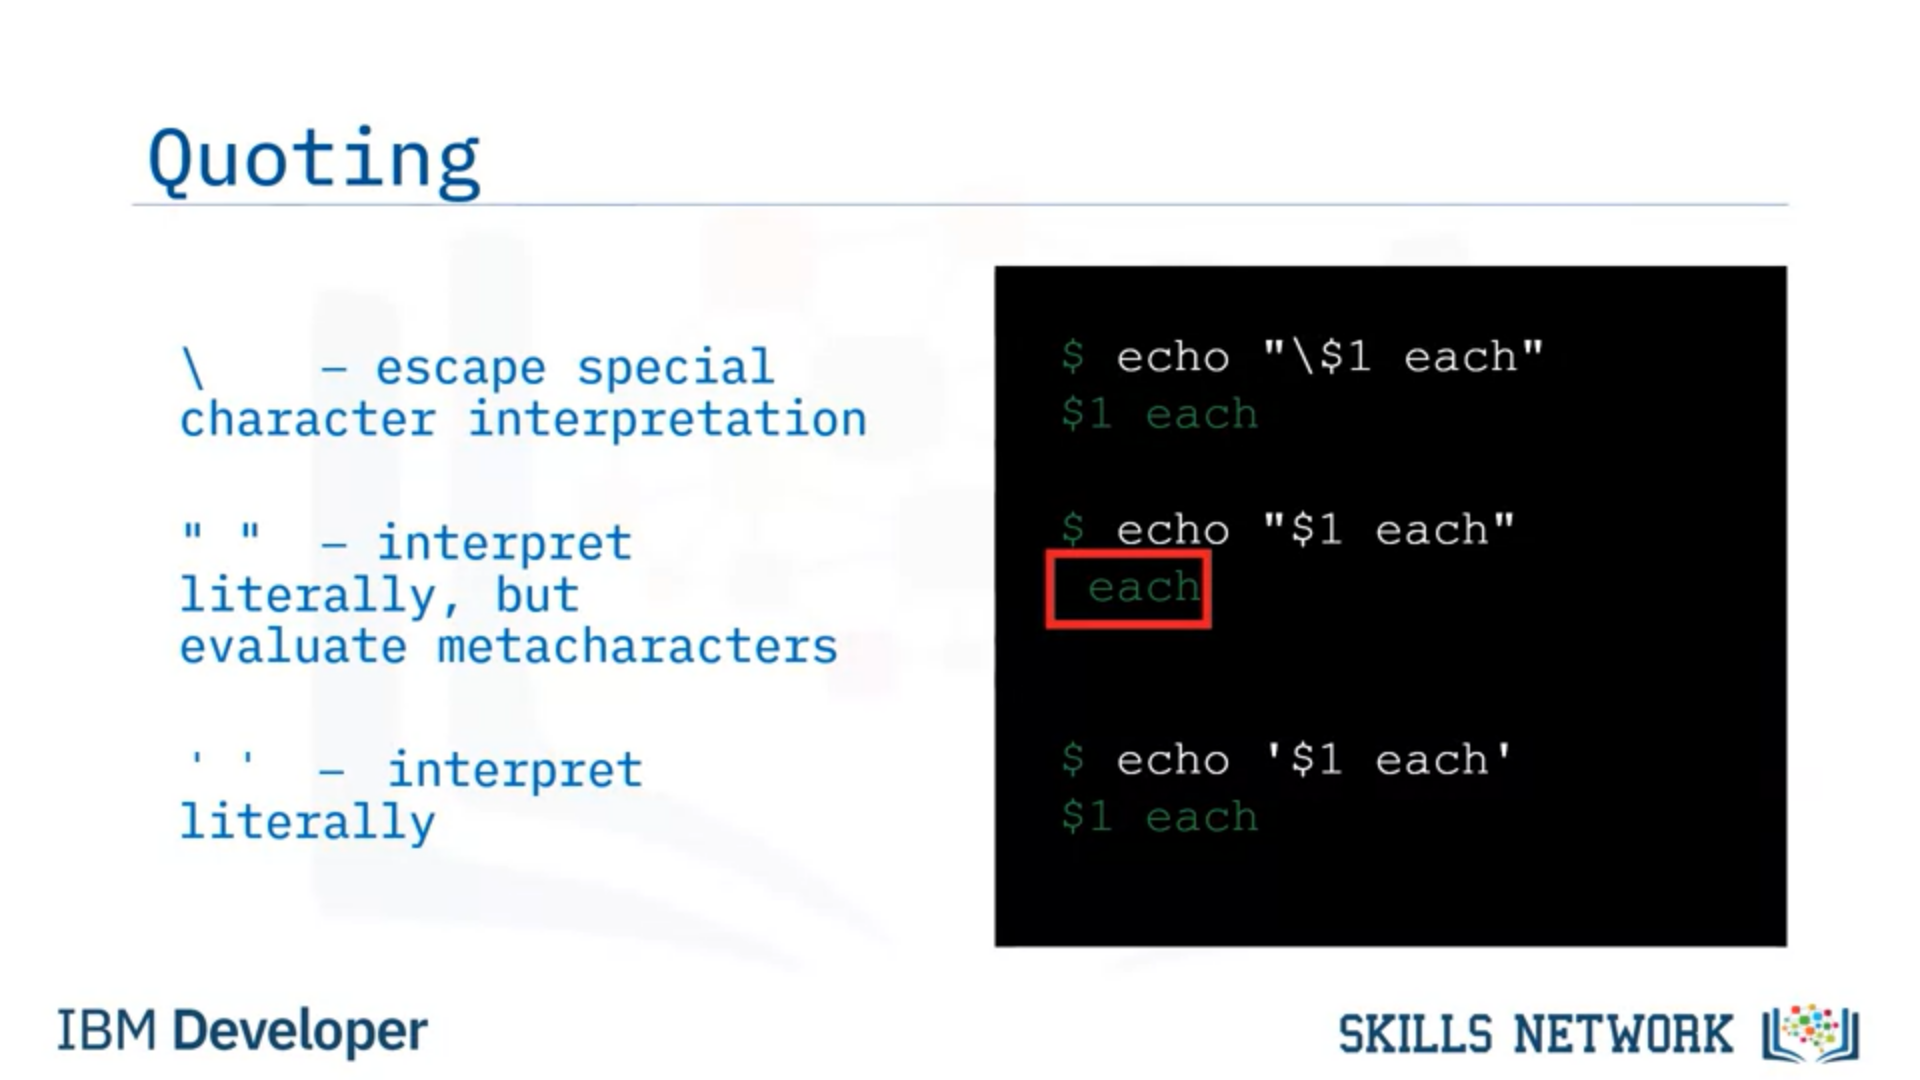 Quoting
\ – escape special
character interpretation
" " – interpret
literally, but
evaluate metacharacters
' ' – interpret
literally
$ echo "\$1 each"
$1 each
$ echo "$1 each"
each
$ echo '$1 each'
$1 each
IBM Developer
SKILLS NETWORK